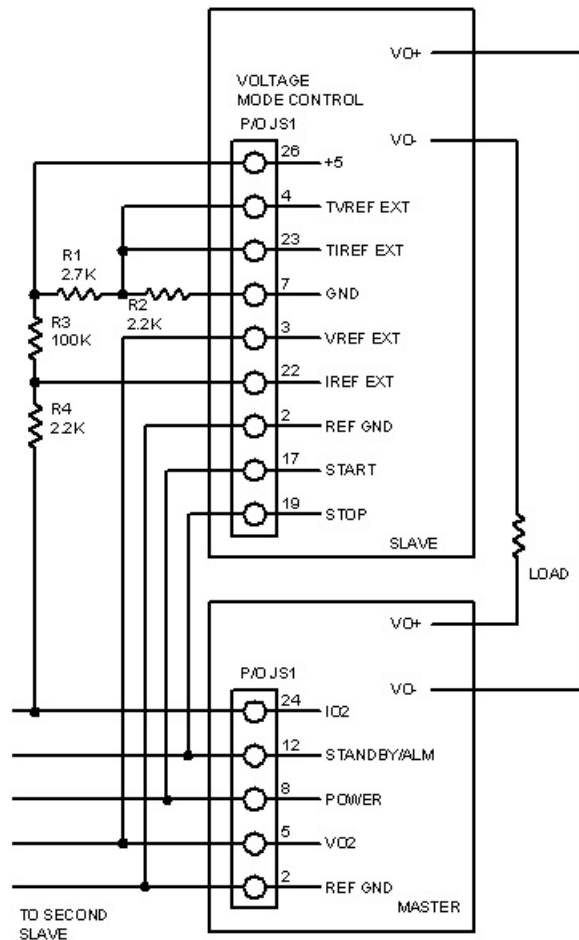 VO+
VOLTAGE
MODE CONTROL
P/O JS1
VO-
26
+5
4
TVREF EXT
23
TIREF EXT
R1
2.7K
7
GND
R2
2.2K
R3
100K
3
VREF EXT
22
IREF EXT
R4
2.2K
2
REF GND
17
START
19
STOP
SLAVE
LOAD
VO+
P/O JS1
VO-
24
IO2
12
STANDBY/ALM
8
POWER
5
VO2
2
REF GND
MASTER
TO SECOND
SLAVE